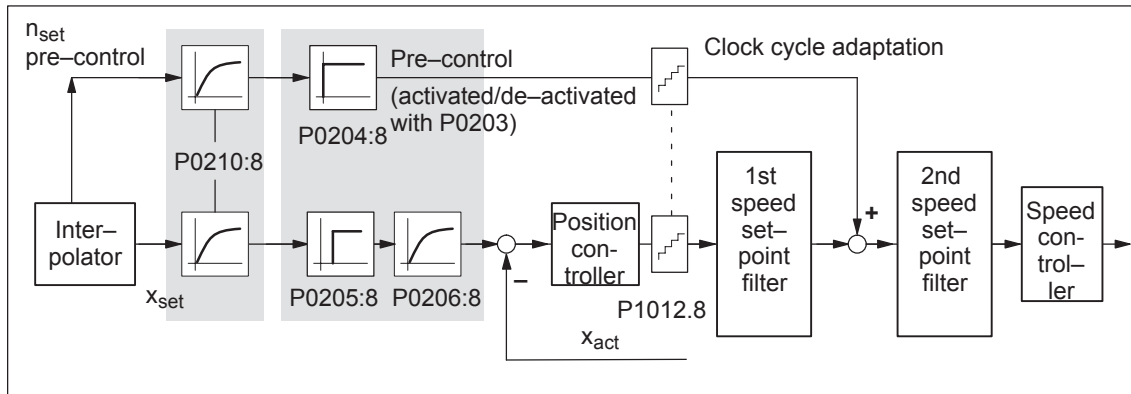 n_set
pre–control
P0210:8
P0204:8
Pre–control
(activated/de–activated
with P0203)
Clock cycle adaptation
Inter–
polator
x_set
P0205:8
P0206:8
–
Position
con-
troller
P1012.8
x_act
1st
speed
set–
point
filter
+
2nd
speed
set–
point
filter
Speed
con-
trol–
ler